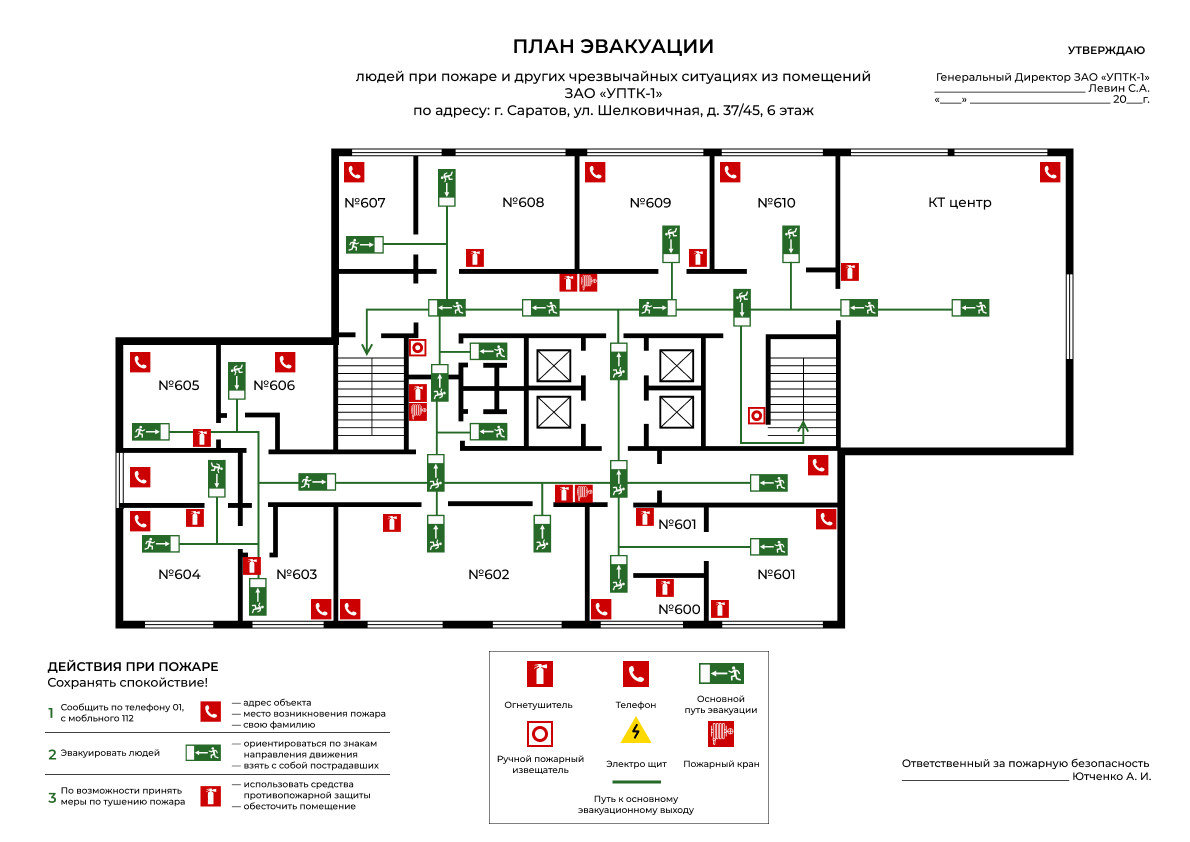 ПЛАН ЭВАКУАЦИИ
людей при пожаре и других чрезвычайных ситуациях из помещений
ЗАО «УПТК-1»
по адресу: г. Саратов, ул. Шелковичная, д. 37/45, 6 этаж
УТВЕРЖДАЮ
Генеральный Директор ЗАО «УПТК-1»
____________________ Левин С.А.
«____» ____________________ 20___г.
№607
№608
№609
№610
КТ центр
№605
№606
№604
№603
№602
№601
№601
№600
ДЕЙСТВИЯ ПРИ ПОЖАРЕ
Сохранять спокойствие!
1 Сообщить по телефону 01,
с мобльного 112
— адрес объекта
— место возникновения пожара
— свою фамилию
2 Эвакуировать людей
— ориентироваться по знакам
направления движения
— взять с собой пострадавших
3 По возможности принять
меры по тушению пожара
— использовать средства
противопожарной защиты
— обесточить помещение
Огнетушитель
Телефон
Основной
путь эвакуации
Ручной пожарный
извещатель
Электро щит
Пожарный кран
Путь к основному
эвакуационному выходу
Ответственный за пожарную безопасность
____________________ Ютченко А. И.